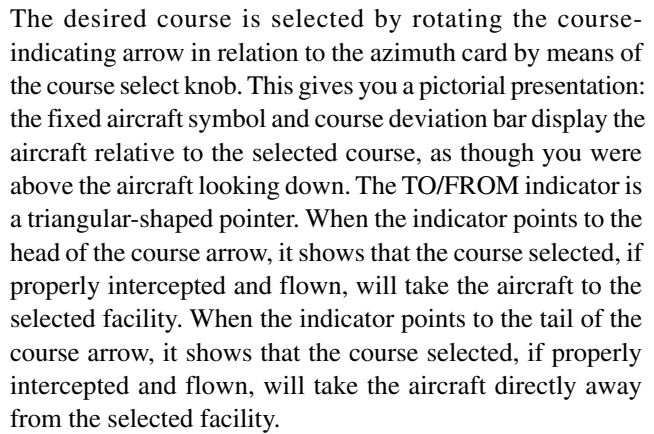 The desired course is selected by rotating the course-
indicating arrow in relation to the azimuth card by means of
the course select knob. This gives you a pictorial presentation:
the fixed aircraft symbol and course deviation bar display the
aircraft relative to the selected course, as though you were
above the aircraft looking down. The TO/FROM indicator is
a triangular-shaped pointer. When the indicator points to the
head of the course arrow, it shows that the course selected, if
properly intercepted and flown, will take the aircraft to the
selected facility. When the indicator points to the tail of the
course arrow, it shows that the course selected, if properly
intercepted and flown, will take the aircraft directly away
from the selected facility.